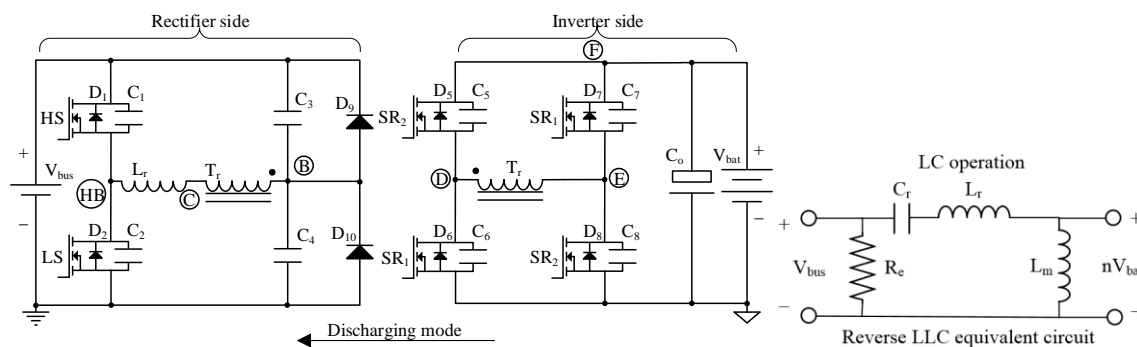 Rectifier side
Inverter side
F
D₁
C₁
HS
C₃
D₉
D₅
C₅
SR₂
D₇
C₇
SR₁
+
V_bus
−
HB
L_r
C
T_r
B
D
T_r
E
C_o
V_bat
+
−
D₂
C₂
LS
C₄
D₁₀
D₆
C₆
SR₁
D₈
C₈
SR₂
Discharging mode
LC operation
C_r
L_r
+
V_bus
−
R_e
L_m
+
nV_ba
−
Reverse LLC equivalent circuit